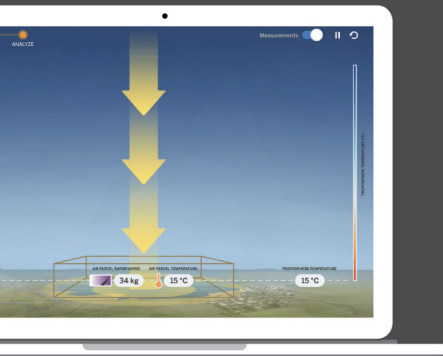 ANALYZE
Measurements
AIR PARCEL WATER VAPOR
AIR PARCEL TEMPERATURE
34 kg
15 °C
TROPOSPHERE TEMPERATURE
15 °C